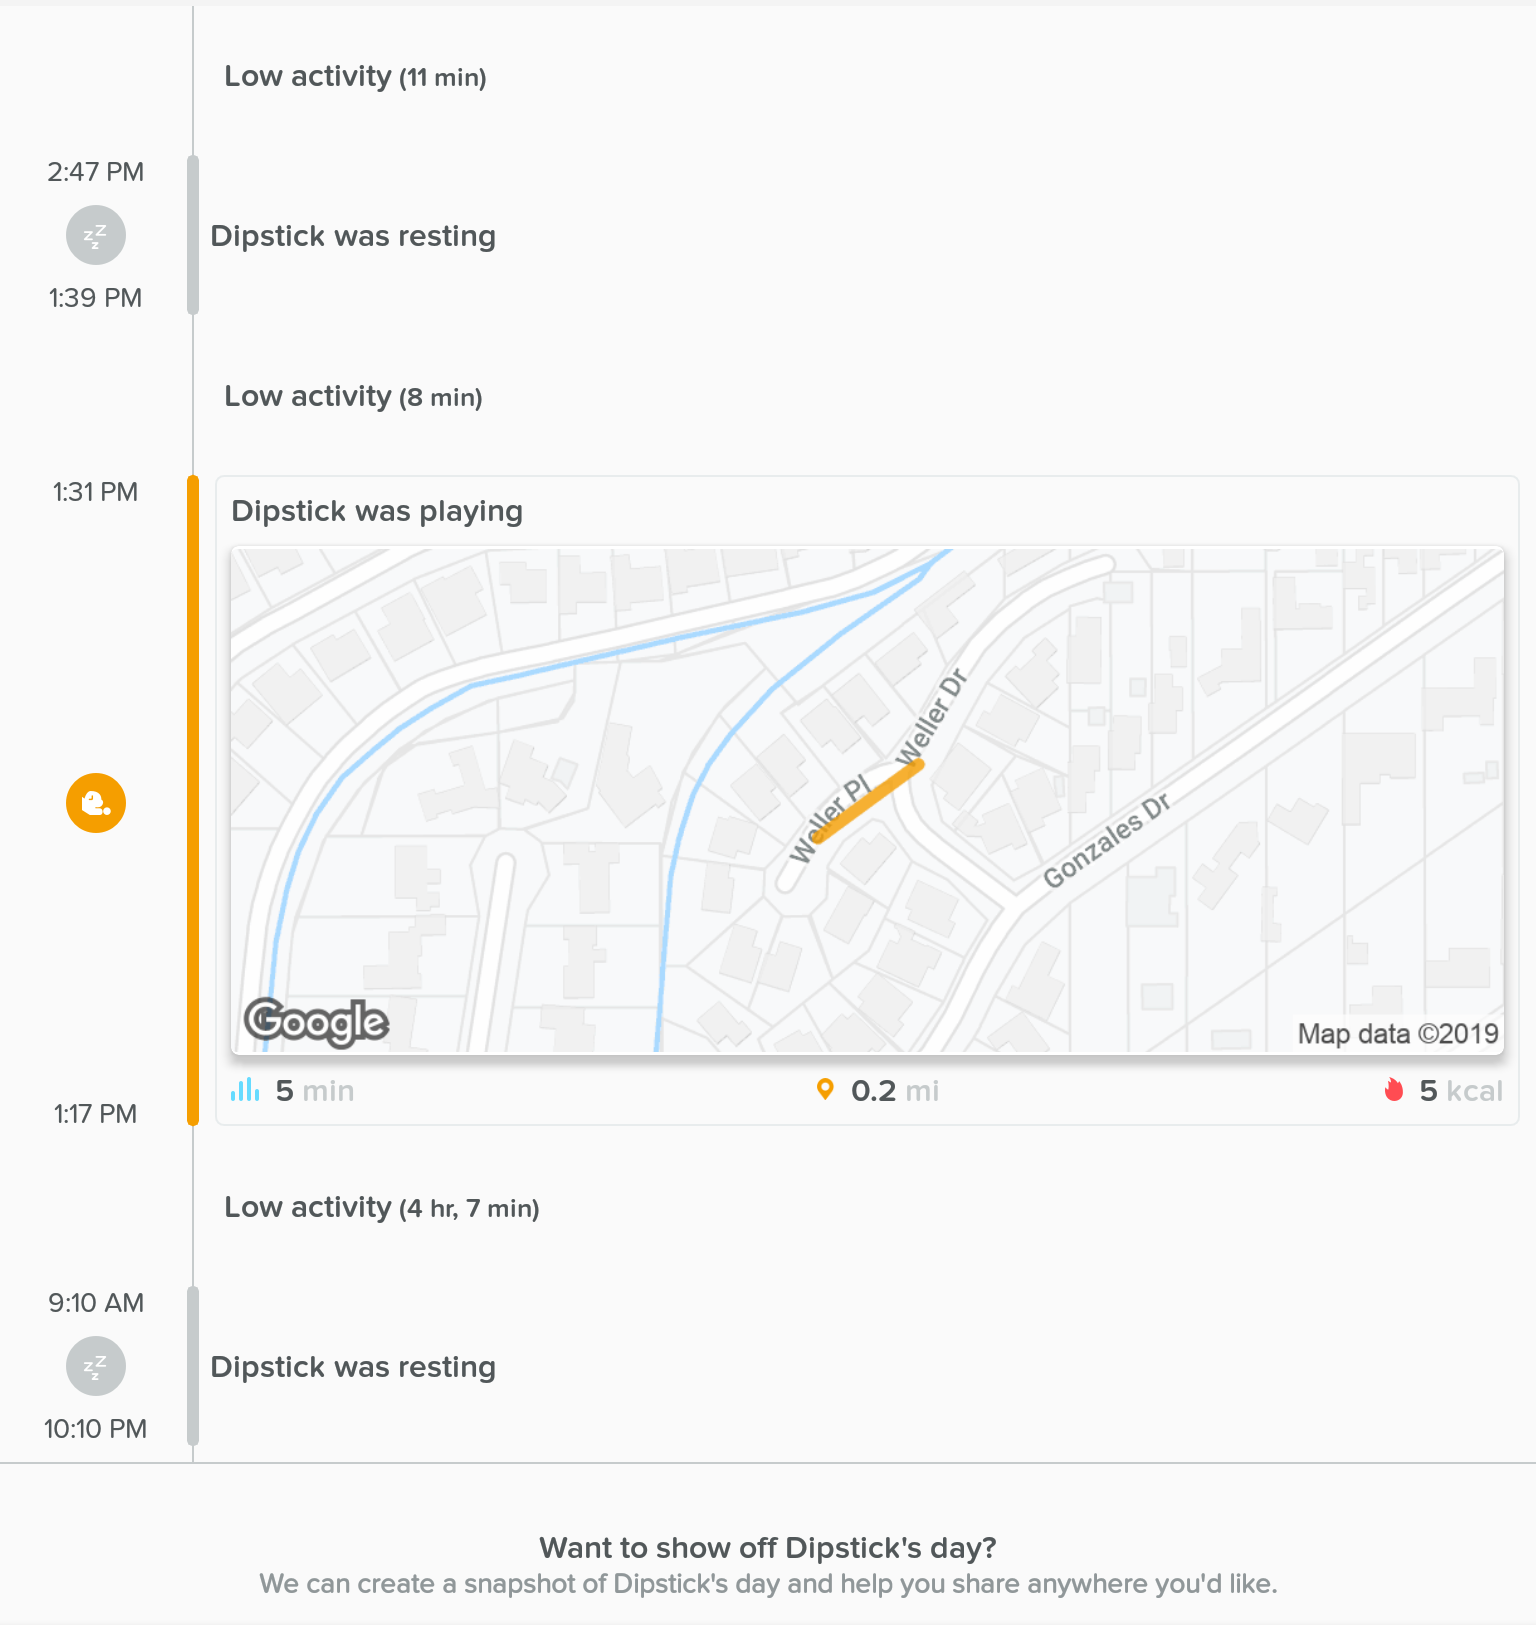 Low activity (11 min)
2:47 PM
zZz
Dipstick was resting
1:39 PM
Low activity (8 min)
1:31 PM
Dipstick was playing
Weller Dr
Weller Pl
Gonzales Dr
Google
Map data ©2019
5 min
0.2 mi
5 kcal
1:17 PM
Low activity (4 hr, 7 min)
9:10 AM
zZz
Dipstick was resting
10:10 PM
Want to show off Dipstick's day?
We can create a snapshot of Dipstick's day and help you share anywhere you'd like.